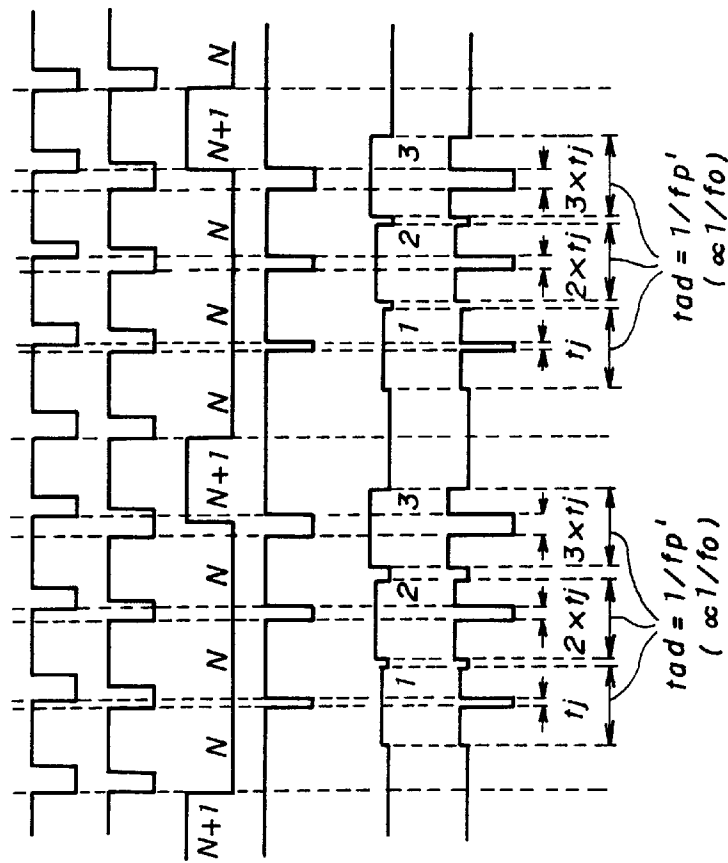 N+1 N N N N+1 N N N N+1 N
1 2 3 1 2 3
tj 2×tj 3×tj tj 2×tj 3×tj
tad = 1/fp' tad = 1/fp'
(∝1/fo) (∝1/fo)